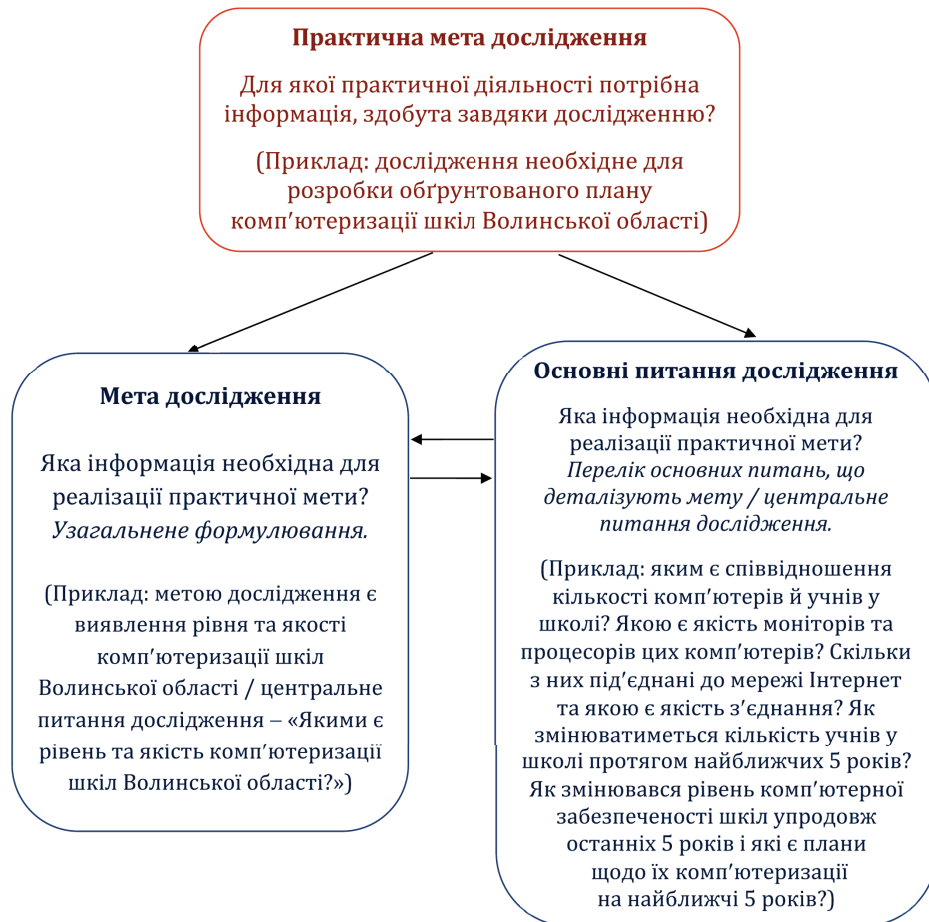 Практична мета дослідження
Для якої практичної діяльності потрібна
інформація, здобута завдяки дослідженню?
(Приклад: дослідження необхідне для
розробки обґрунтованого плану
комп'ютеризації шкіл Волинської області)
Мета дослідження
Яка інформація необхідна для
реалізації практичної мети?
Узагальнене формулювання.
(Приклад: метою дослідження є
виявлення рівня та якості
комп'ютеризації шкіл
Волинської області / центральне
питання дослідження – «Якими є
рівень та якість комп'ютеризації
шкіл Волинської області?»)
Основні питання дослідження
Яка інформація необхідна для
реалізації практичної мети?
Перелік основних питань, що
деталізують мету / центральне
питання дослідження.
(Приклад: яким є співвідношення
кількості комп'ютерів й учнів у
школі? Якою є якість моніторів та
процесорів цих комп'ютерів? Скільки
з них під'єднані до мережі Інтернет
та якою є якість з'єднання? Як
змінюватиметься кількість учнів у
школі протягом найближчих 5 років?
Як змінювався рівень комп'ютерної
забезпеченості шкіл упродовж
останніх 5 років і які є плани
щодо їх комп'ютеризації
на найближчі 5 років?)